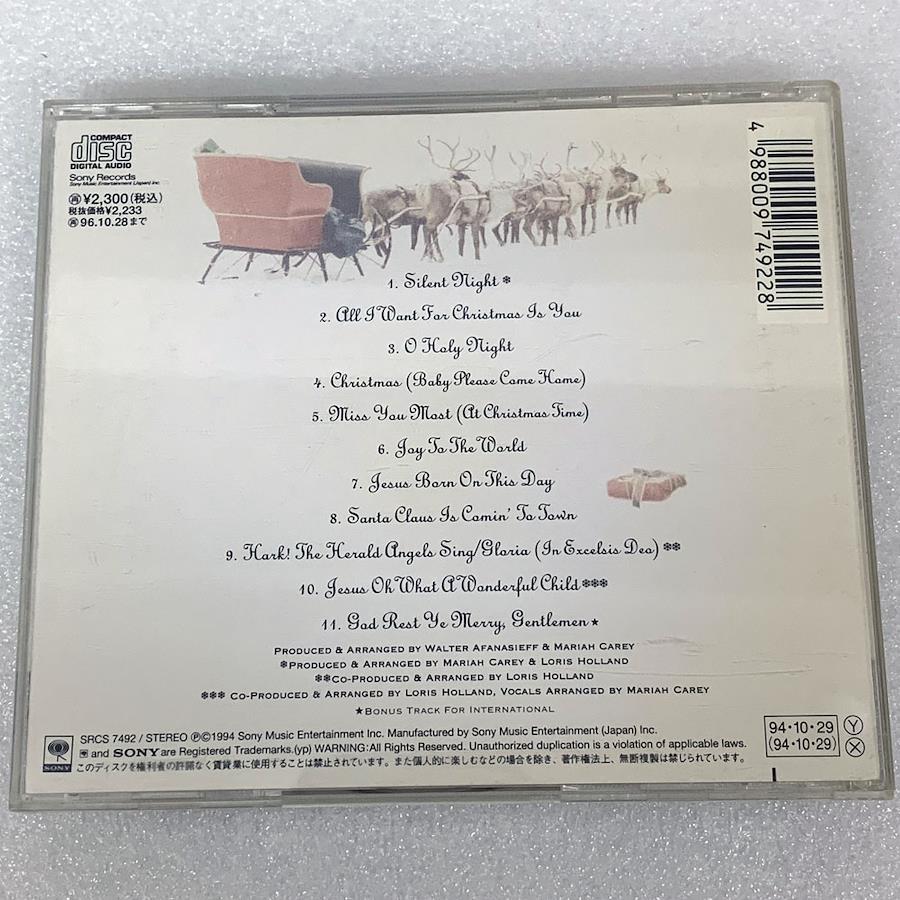 COMPACT
disc
DIGITAL AUDIO
Sony Records
Sony Music Entertainment (Japan) Inc.
再¥2,300(税込)
税抜価格¥2,233
再96.10.28まで
4 988009 749228
1. Silent Night ❄
2. All I Want For Christmas Is You
3. O Holy Night
4. Christmas (Baby Please Come Home)
5. Miss You Most (At Christmas Time)
6. Joy To The World
7. Jesus Born On This Day
8. Santa Claus Is Comin' To Town
9. Hark! The Herald Angels Sing/Gloria (In Excelsis Deo) ❄❄
10. Jesus Oh What A Wonderful Child ❄❄❄
11. God Rest Ye Merry, Gentlemen ★
PRODUCED & ARRANGED BY WALTER AFANASIEFF & MARIAH CAREY
❄PRODUCED & ARRANGED BY MARIAH CAREY & LORIS HOLLAND
❄❄CO-PRODUCED & ARRANGED BY LORIS HOLLAND
❄❄❄ CO-PRODUCED & ARRANGED BY LORIS HOLLAND, VOCALS ARRANGED BY MARIAH CAREY
★BONUS TRACK FOR INTERNATIONAL
SRCS 7492 / STEREO ℗©1994 Sony Music Entertainment Inc. Manufactured by Sony Music Entertainment (Japan) Inc.
and SONY are Registered Trademarks.(yp) WARNING: All Rights Reserved. Unauthorized duplication is a violation of applicable laws.
このディスクを権利者の許諾なく賃貸業に使用することは禁じられています。また個人的に楽しむなどの場合を除き、著作権法上、無断複製は禁じられています。
SONY
94・10・29 Y
(94・10・29) X